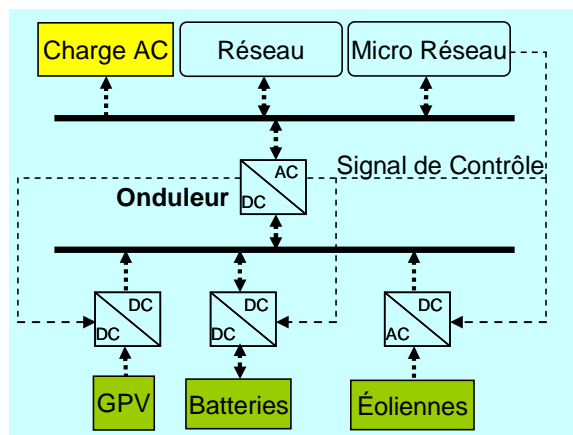 Charge AC
Réseau
Micro Réseau
Signal de Contrôle
AC
DC
Onduleur
DC
DC
DC
DC
DC
AC
GPV
Batteries
Éoliennes